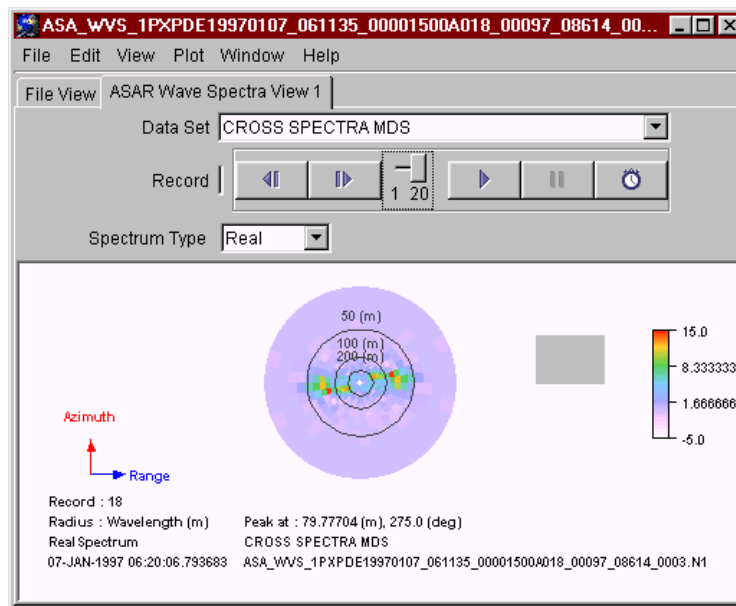 ASA_WVS_1PXPDE19970107_061135_00001500A018_00097_08614_00...
File Edit View Plot Window Help
File View ASAR Wave Spectra View 1
Data Set CROSS SPECTRA MDS
Record
1 20
Spectrum Type Real
50 (m)
100 (m)
200 (m)
15.0
8.333333
1.666666
-5.0
Azimuth
Range
Record : 18
Radius : Wavelength (m) Peak at : 79.77704 (m), 275.0 (deg)
Real Spectrum CROSS SPECTRA MDS
07-JAN-1997 06:20:06.793683 ASA_WVS_1PXPDE19970107_061135_00001500A018_00097_08614_0003.N1